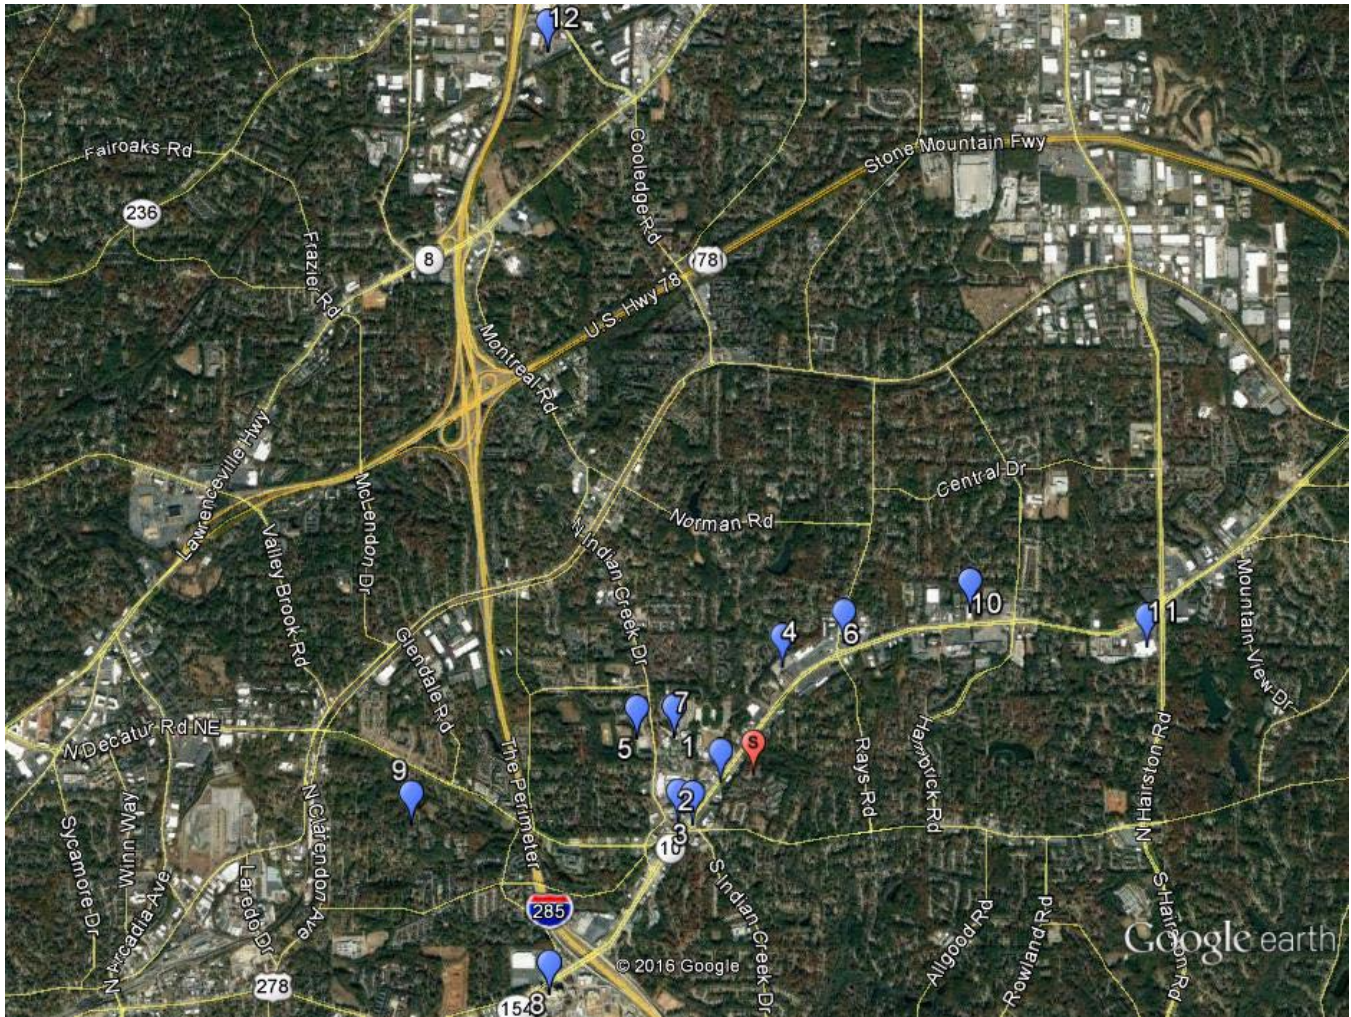 12
Fairoaks Rd
Cooledge Rd
Stone Mountain Fwy
236
Frazier Rd
8
78
U.S. Hwy 78
Montreal Rd
Lawrenceville Hwy
McLendon Dr
Central Dr
Norman Rd
Valley Brook Rd
N Indian Creek Dr
Mountain View Dr
10
11
4
6
Glendale Rd
7
N Decatur Rd NE
5
1
S
The Perimeter
Rays Rd
Hambrick Rd
N Hairston Rd
9
2
3
10
Sycamore Dr
Winn Way
N Arcadia Ave
Laredo Dr
N Clarendon Ave
285
S Indian Creek Dr
Allgood Rd
Rowland Rd
S Hairston Rd
Google earth
© 2016 Google
278
154
8